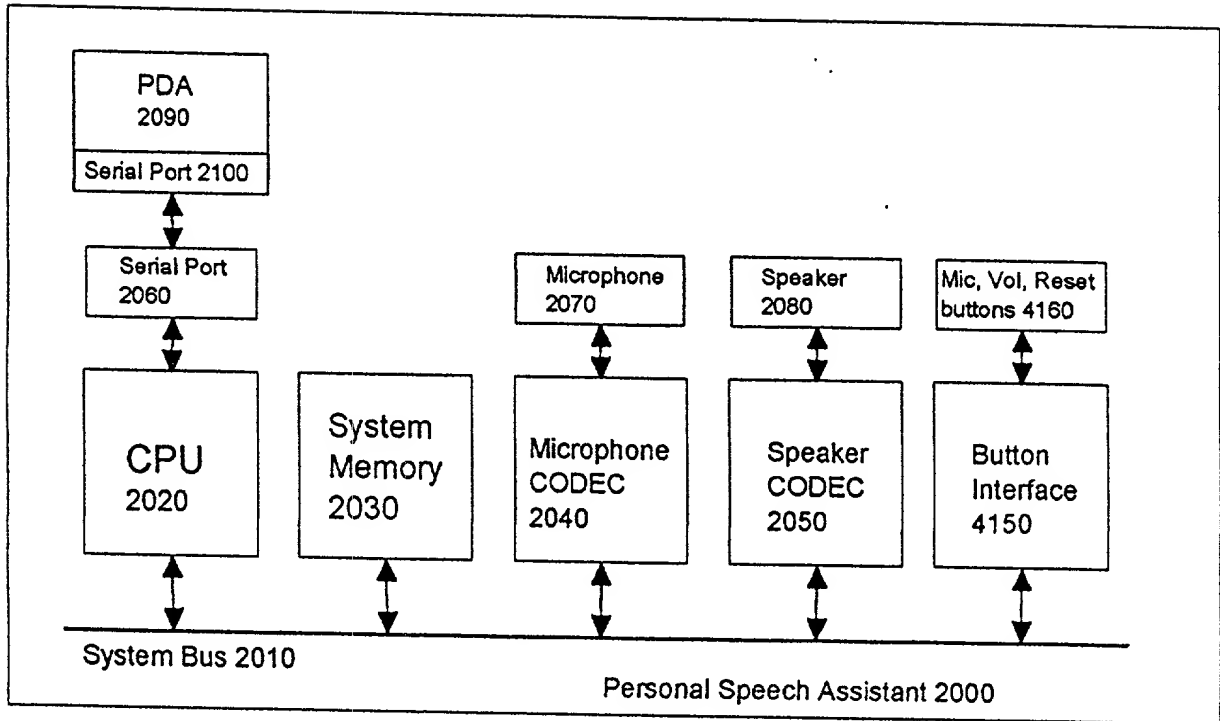 PDA
2090
Serial Port 2100
Serial Port
2060
Microphone
2070
Speaker
2080
Mic, Vol, Reset
buttons 4160
CPU
2020
System
Memory
2030
Microphone
CODEC
2040
Speaker
CODEC
2050
Button
Interface
4150
System Bus 2010
Personal Speech Assistant 2000